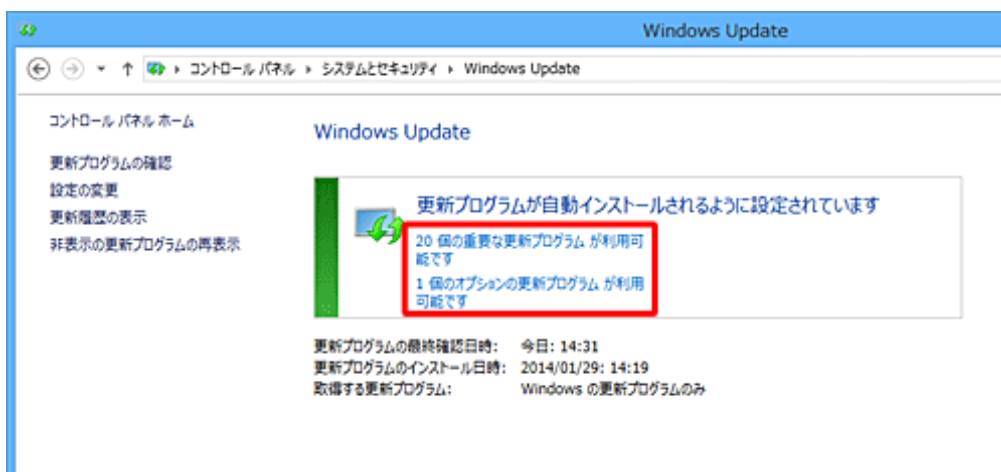 Windows Update
コントロール パネル ▸ システムとセキュリティ ▸ Windows Update
コントロール パネル ホーム
Windows Update
更新プログラムの確認
設定の変更
更新履歴の表示
非表示の更新プログラムの再表示
更新プログラムが自動インストールされるように設定されています
20 個の重要な更新プログラム が利用可
能です
1 個のオプションの更新プログラム が利用
可能です
更新プログラムの最終確認日時: 今日: 14:31
更新プログラムのインストール日時: 2014/01/29: 14:19
取得する更新プログラム: Windows の更新プログラムのみ